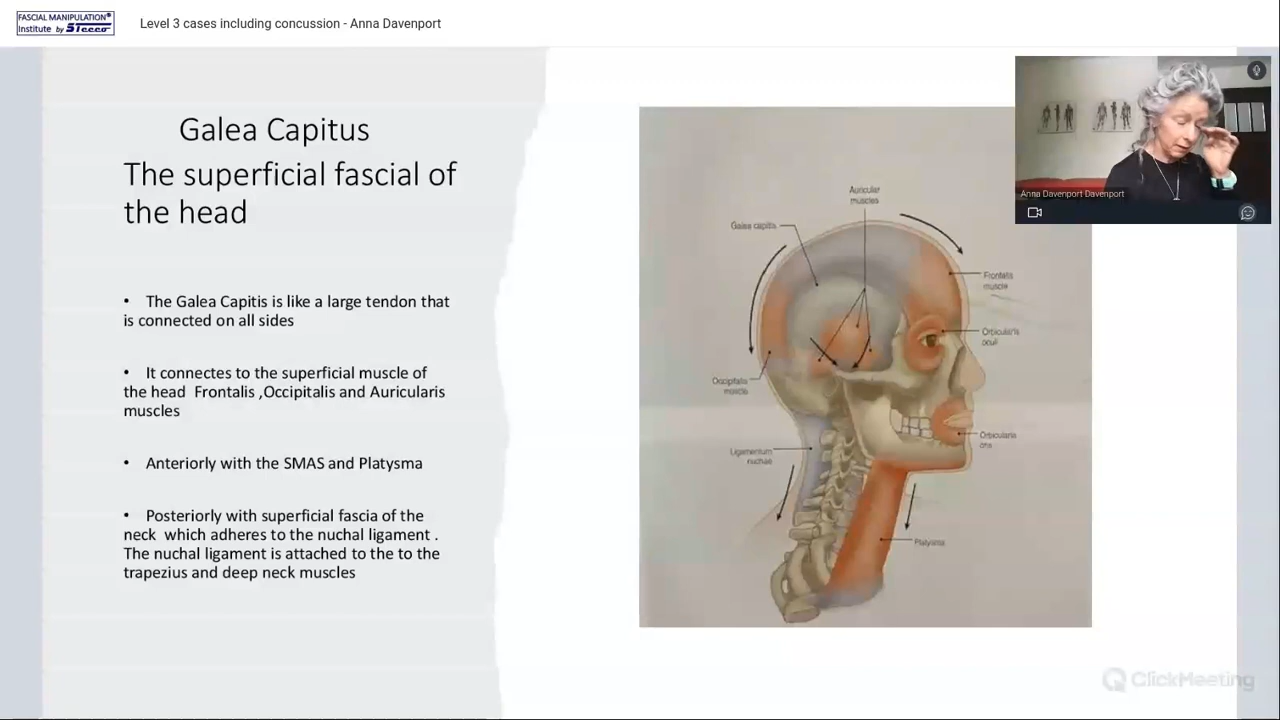 FASCIAL MANIPULATION®
Institute by Stecco
Level 3 cases including concussion - Anna Davenport
Galea Capitus
The superficial fascial of
the head
• The Galea Capitis is like a large tendon that
is connected on all sides
• It connectes to the superficial muscle of
the head Frontalis ,Occipitalis and Auricularis
muscles
• Anteriorly with the SMAS and Platysma
• Posteriorly with superficial fascia of the
neck which adheres to the nuchal ligament .
The nuchal ligament is attached to the to the
trapezius and deep neck muscles
Auricular
muscles
Galea capitis
Frontalis
muscle
Orbicularis
oculi
Occipitalis
muscle
Orbicularis
oris
Ligamentum
nuchae
Platysma
Anna Davenport Davenport
ClickMeeting